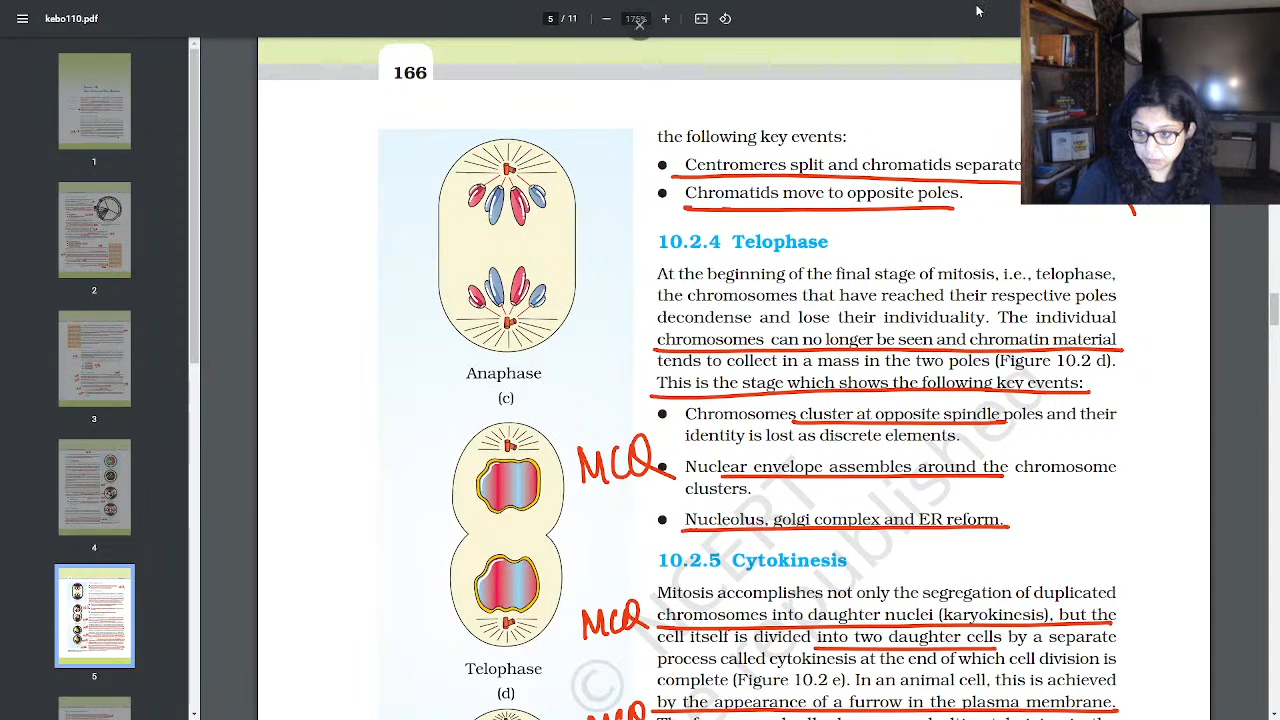 kebo110.pdf
5 / 11
175%
1
2
3
4
5
166
the following key events:
Centromeres split and chromatids separate
Chromatids move to opposite poles.
10.2.4 Telophase
At the beginning of the final stage of mitosis, i.e., telophase,
the chromosomes that have reached their respective poles
decondense and lose their individuality. The individual
chromosomes can no longer be seen and chromatin material
tends to collect in a mass in the two poles (Figure 10.2 d).
This is the stage which shows the following key events:
Chromosomes cluster at opposite spindle poles and their
identity is lost as discrete elements.
Nuclear envelope assembles around the chromosome
clusters.
Nucleolus, golgi complex and ER reform.
10.2.5 Cytokinesis
Mitosis accomplishes not only the segregation of duplicated
chromosomes into daughter nuclei (karyokinesis), but the
cell itself is divided into two daughter cells by a separate
process called cytokinesis at the end of which cell division is
complete (Figure 10.2 e). In an animal cell, this is achieved
by the appearance of a furrow in the plasma membrane.
Anaphase
(c)
MCQ
MCQ
Telophase
(d)
MCQ
© NCERT
be republished